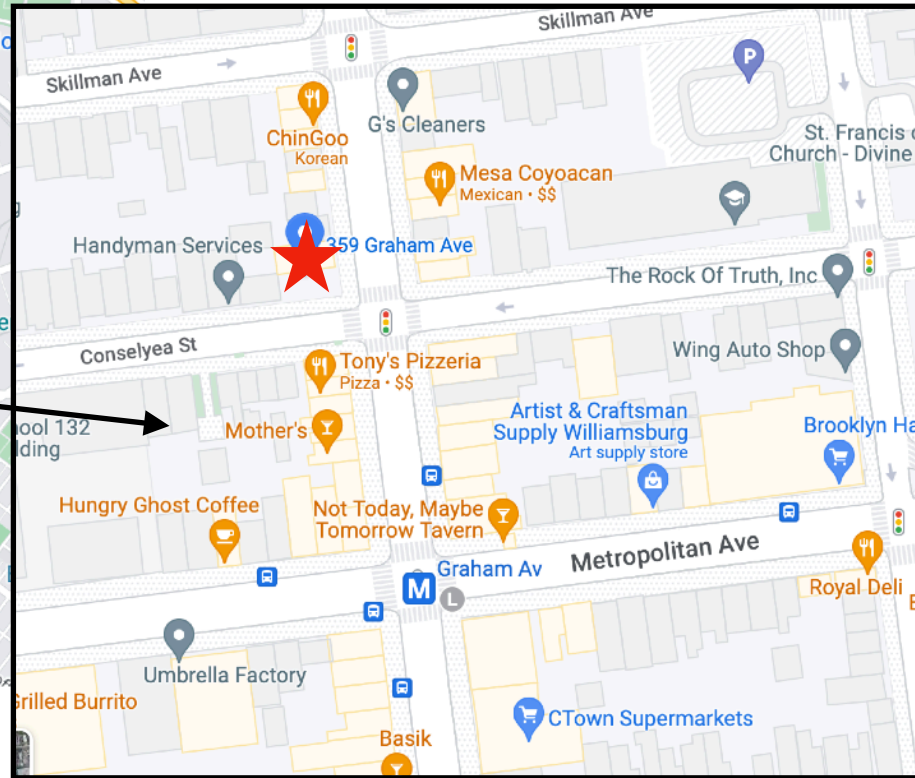 Skillman Ave
Skillman Ave
P
ChinGoo
Korean
G's Cleaners
St. Francis
Church - Divine
Mesa Coyoacan
Mexican • $$
Handyman Services
359 Graham Ave
The Rock Of Truth, Inc
Conselyea St
Tony's Pizzeria
Pizza • $$
Wing Auto Shop
132
Mother's
Artist & Craftsman
Supply Williamsburg
Art supply store
Brooklyn
Hungry Ghost Coffee
Not Today, Maybe
Tomorrow Tavern
Metropolitan Ave
Graham Av
M
L
Royal Deli
Umbrella Factory
Burrito
CTown Supermarkets
Basik